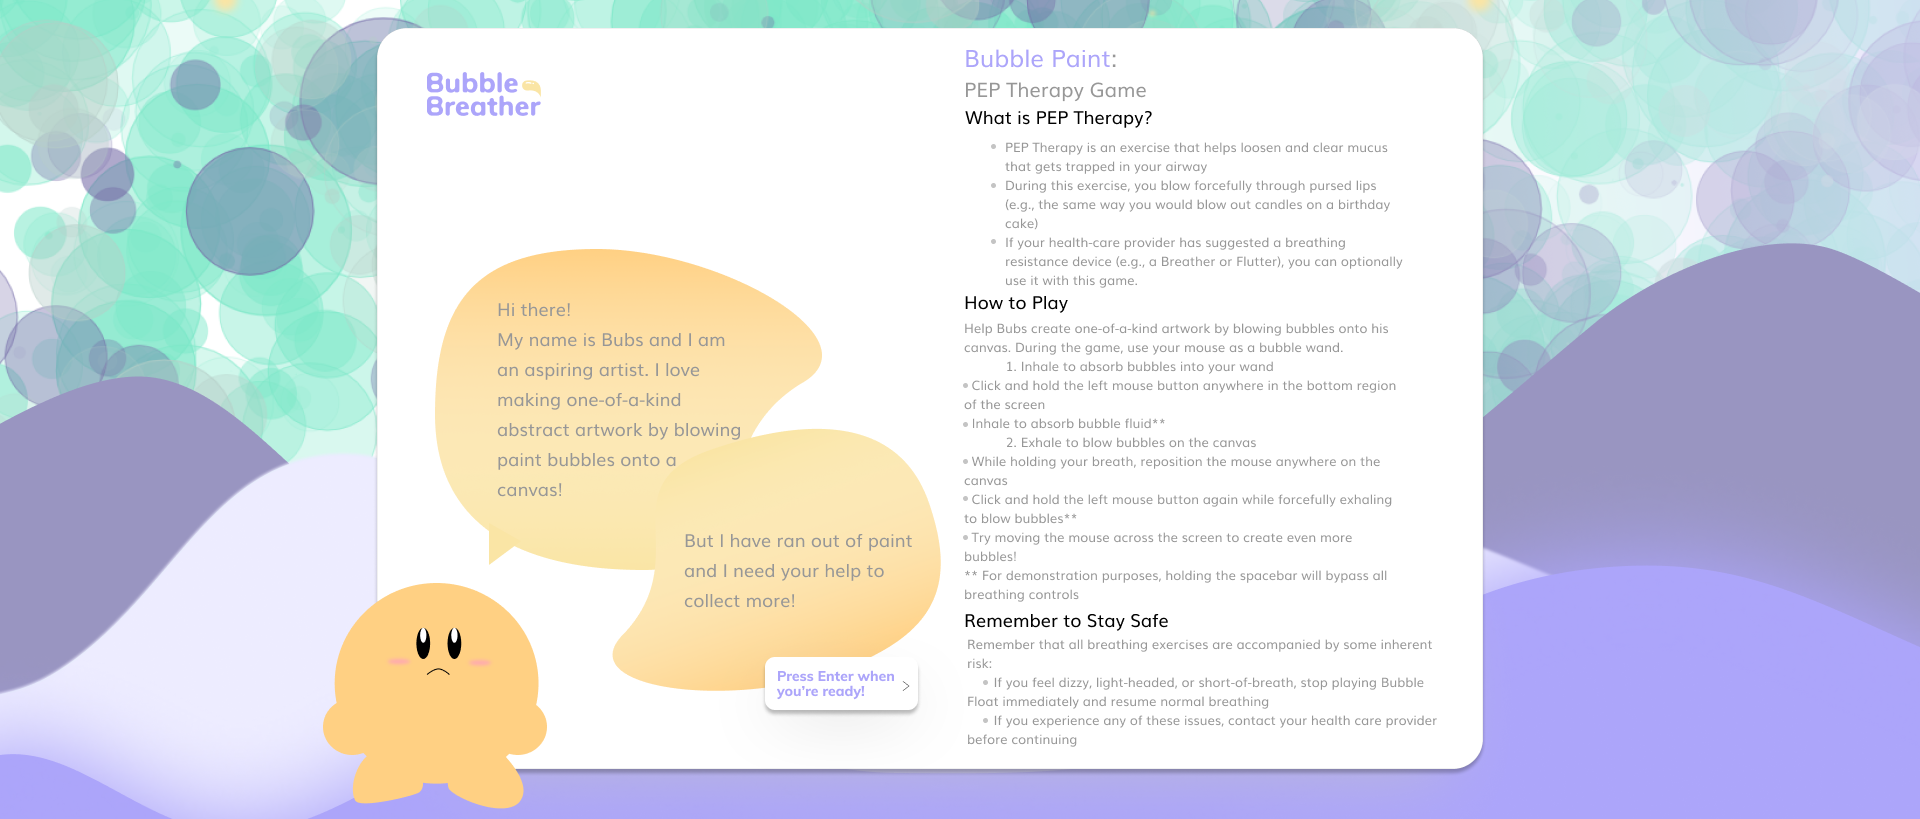 Bubble
Breather
Hi there!
My name is Bubs and I am
an aspiring artist. I love
making one-of-a-kind
abstract artwork by blowing
paint bubbles onto a
canvas!
But I have ran out of paint
and I need your help to
collect more!
Press Enter when
you're ready!
Bubble Paint:
PEP Therapy Game
What is PEP Therapy?
• PEP Therapy is an exercise that helps loosen and clear mucus
that gets trapped in your airway
• During this exercise, you blow forcefully through pursed lips
(e.g., the same way you would blow out candles on a birthday
cake)
• If your health-care provider has suggested a breathing
resistance device (e.g., a Breather or Flutter), you can optionally
use it with this game.
How to Play
Help Bubs create one-of-a-kind artwork by blowing bubbles onto his
canvas. During the game, use your mouse as a bubble wand.
1. Inhale to absorb bubbles into your wand
• Click and hold the left mouse button anywhere in the bottom region
of the screen
• Inhale to absorb bubble fluid**
2. Exhale to blow bubbles on the canvas
• While holding your breath, reposition the mouse anywhere on the
canvas
• Click and hold the left mouse button again while forcefully exhaling
to blow bubbles**
• Try moving the mouse across the screen to create even more
bubbles!
** For demonstration purposes, holding the spacebar will bypass all
breathing controls
Remember to Stay Safe
Remember that all breathing exercises are accompanied by some inherent
risk:
• If you feel dizzy, light-headed, or short-of-breath, stop playing Bubble
Float immediately and resume normal breathing
• If you experience any of these issues, contact your health care provider
before continuing